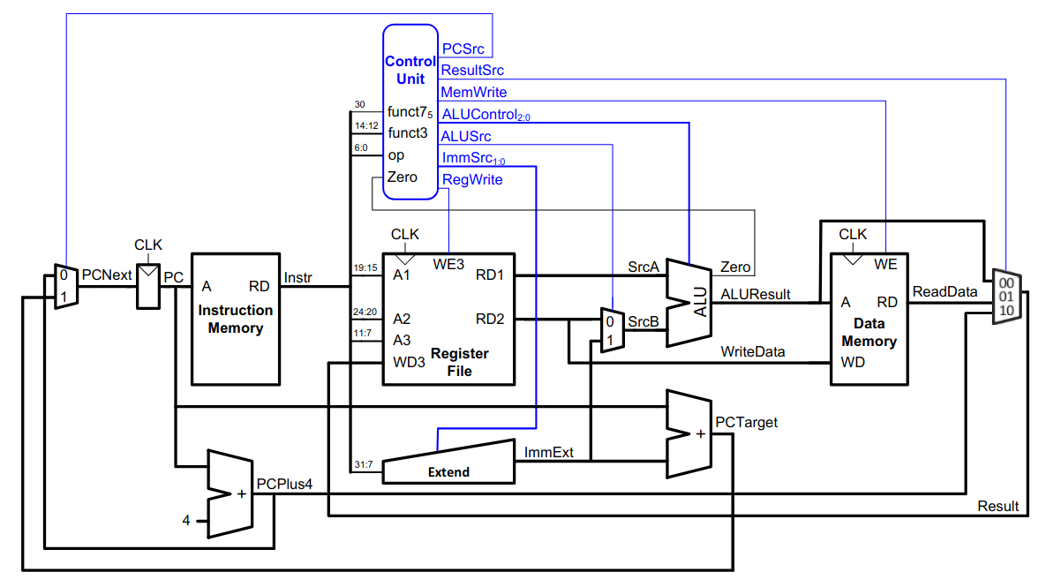 PCSrc
Control
Unit
ResultSrc
MemWrite
30
funct7₅
ALUControl₂:₀
14:12
funct3
ALUSrc
6:0
op
ImmSrc₁:₀
Zero
RegWrite
CLK
CLK
CLK
0
1
PCNext
PC
A
RD
Instruction
Memory
Instr
19:15
A1
WE3
RD1
SrcA
Zero
WE
24:20
A2
RD2
0
1
SrcB
ALU
ALUResult
A
RD
ReadData
00
01
10
11:7
A3
Data
Memory
WD3
Register
File
WriteData
WD
PCTarget
+
31:7
Extend
ImmExt
PCPlus4
+
4
Result